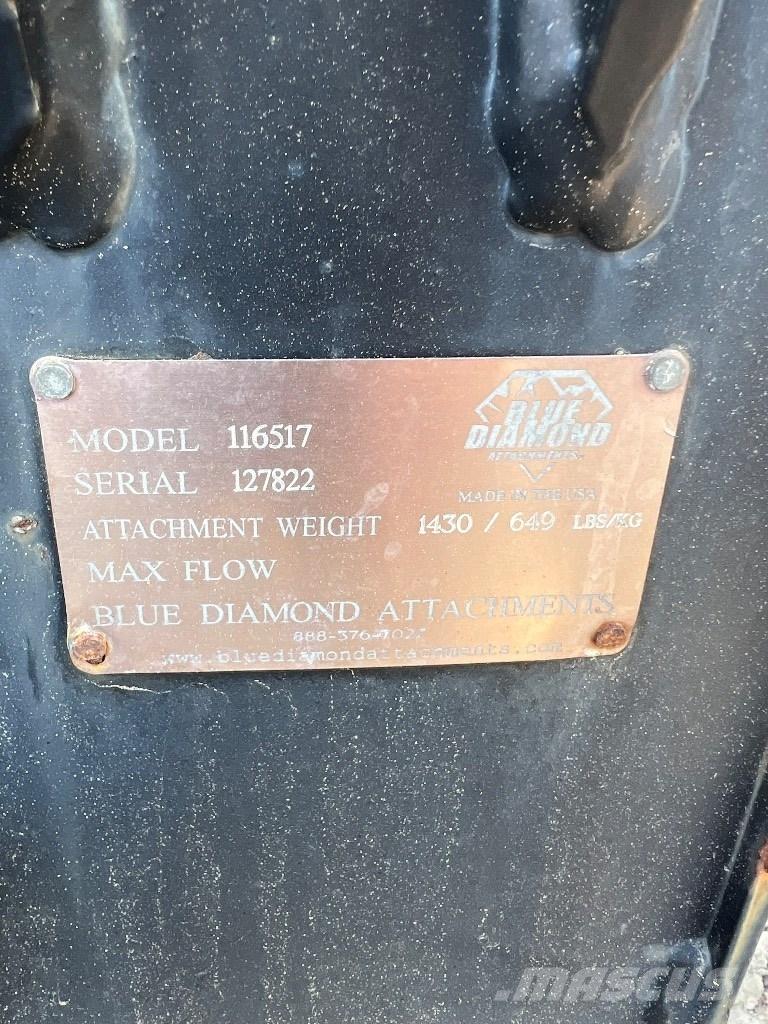 BLUE
DIAMOND
ATTACHMENTS
MADE IN THE USA
MODEL 116517
SERIAL 127822
ATTACHMENT WEIGHT 1430 / 649 LBS/KG
MAX FLOW
BLUE DIAMOND ATTACHMENTS
www.bluediamondattachments.com
MASCUS